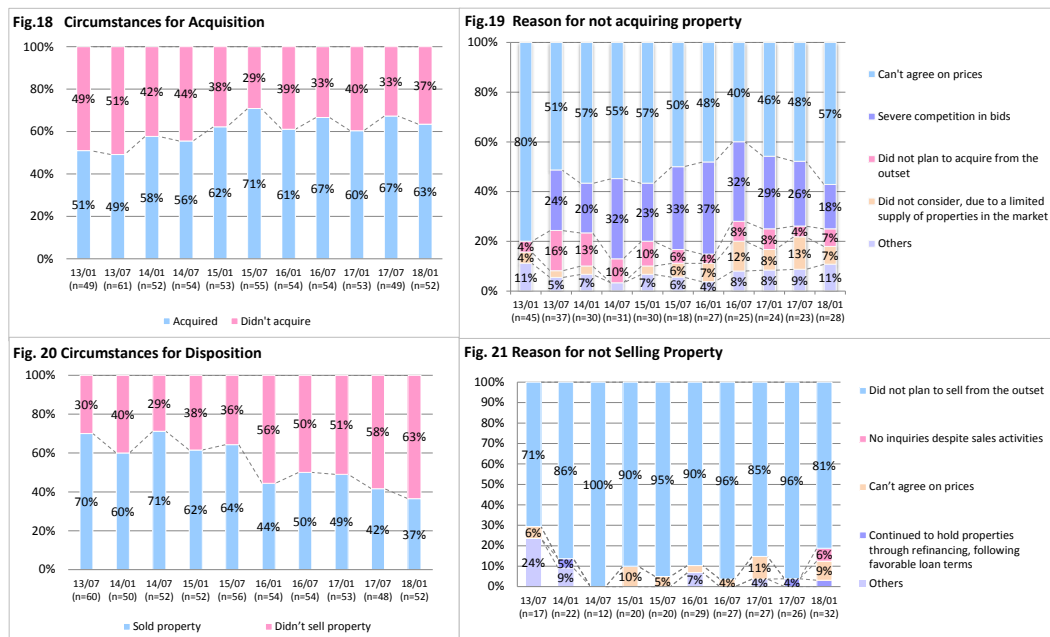 Fig.18 Circumstances for Acquisition
100%
80%
60%
40%
20%
0%
49% 51% 42% 44% 38% 29% 39% 33% 40% 33% 37%
51% 49% 58% 56% 62% 71% 61% 67% 60% 67% 63%
13/01 13/07 14/01 14/07 15/01 15/07 16/01 16/07 17/01 17/07 18/01
(n=49) (n=61) (n=52) (n=54) (n=53) (n=55) (n=54) (n=54) (n=53) (n=49) (n=52)
Acquired Didn't acquire
Fig.19 Reason for not acquiring property
100%
80%
60%
40%
20%
0%
80% 51% 57% 55% 57% 50% 48% 40% 46% 48% 57%
24% 20% 32% 23% 33% 37% 32% 29% 26% 18%
4% 16% 13% 10% 10% 6% 4% 8% 8% 4% 7%
4% 6% 7% 12% 8% 13% 7%
11% 5% 7% 7% 6% 4% 8% 8% 9% 11%
13/01 13/07 14/01 14/07 15/01 15/07 16/01 16/07 17/01 17/07 18/01
(n=45) (n=37) (n=30) (n=31) (n=30) (n=18) (n=27) (n=25) (n=24) (n=23) (n=28)
Can't agree on prices
Severe competition in bids
Did not plan to acquire from the
outset
Did not consider, due to a limited
supply of properties in the market
Others
Fig. 20 Circumstances for Disposition
100%
80%
60%
40%
20%
0%
30% 40% 29% 38% 36% 56% 50% 51% 58% 63%
70% 60% 71% 62% 64% 44% 50% 49% 42% 37%
13/07 14/01 14/07 15/01 15/07 16/01 16/07 17/01 17/07 18/01
(n=60) (n=50) (n=52) (n=52) (n=56) (n=54) (n=54) (n=53) (n=48) (n=52)
Sold property Didn't sell property
Fig. 21 Reason for not Selling Property
100%
90%
80%
70%
60%
50%
40%
30%
20%
10%
0%
71% 86% 100% 90% 95% 90% 96% 85% 96% 81%
6%
6% 10% 5% 4% 11% 9%
5% 4%
24% 9% 7% 4%
13/07 14/01 14/07 15/01 15/07 16/01 16/07 17/01 17/07 18/01
(n=17) (n=22) (n=12) (n=20) (n=20) (n=29) (n=27) (n=27) (n=26) (n=32)
Did not plan to sell from the outset
No inquiries despite sales activities
Can't agree on prices
Continued to hold properties
through refinancing, following
favorable loan terms
Others